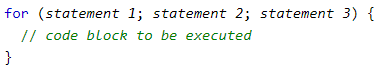 for (statement 1; statement 2; statement 3) {
  // code block to be executed
}